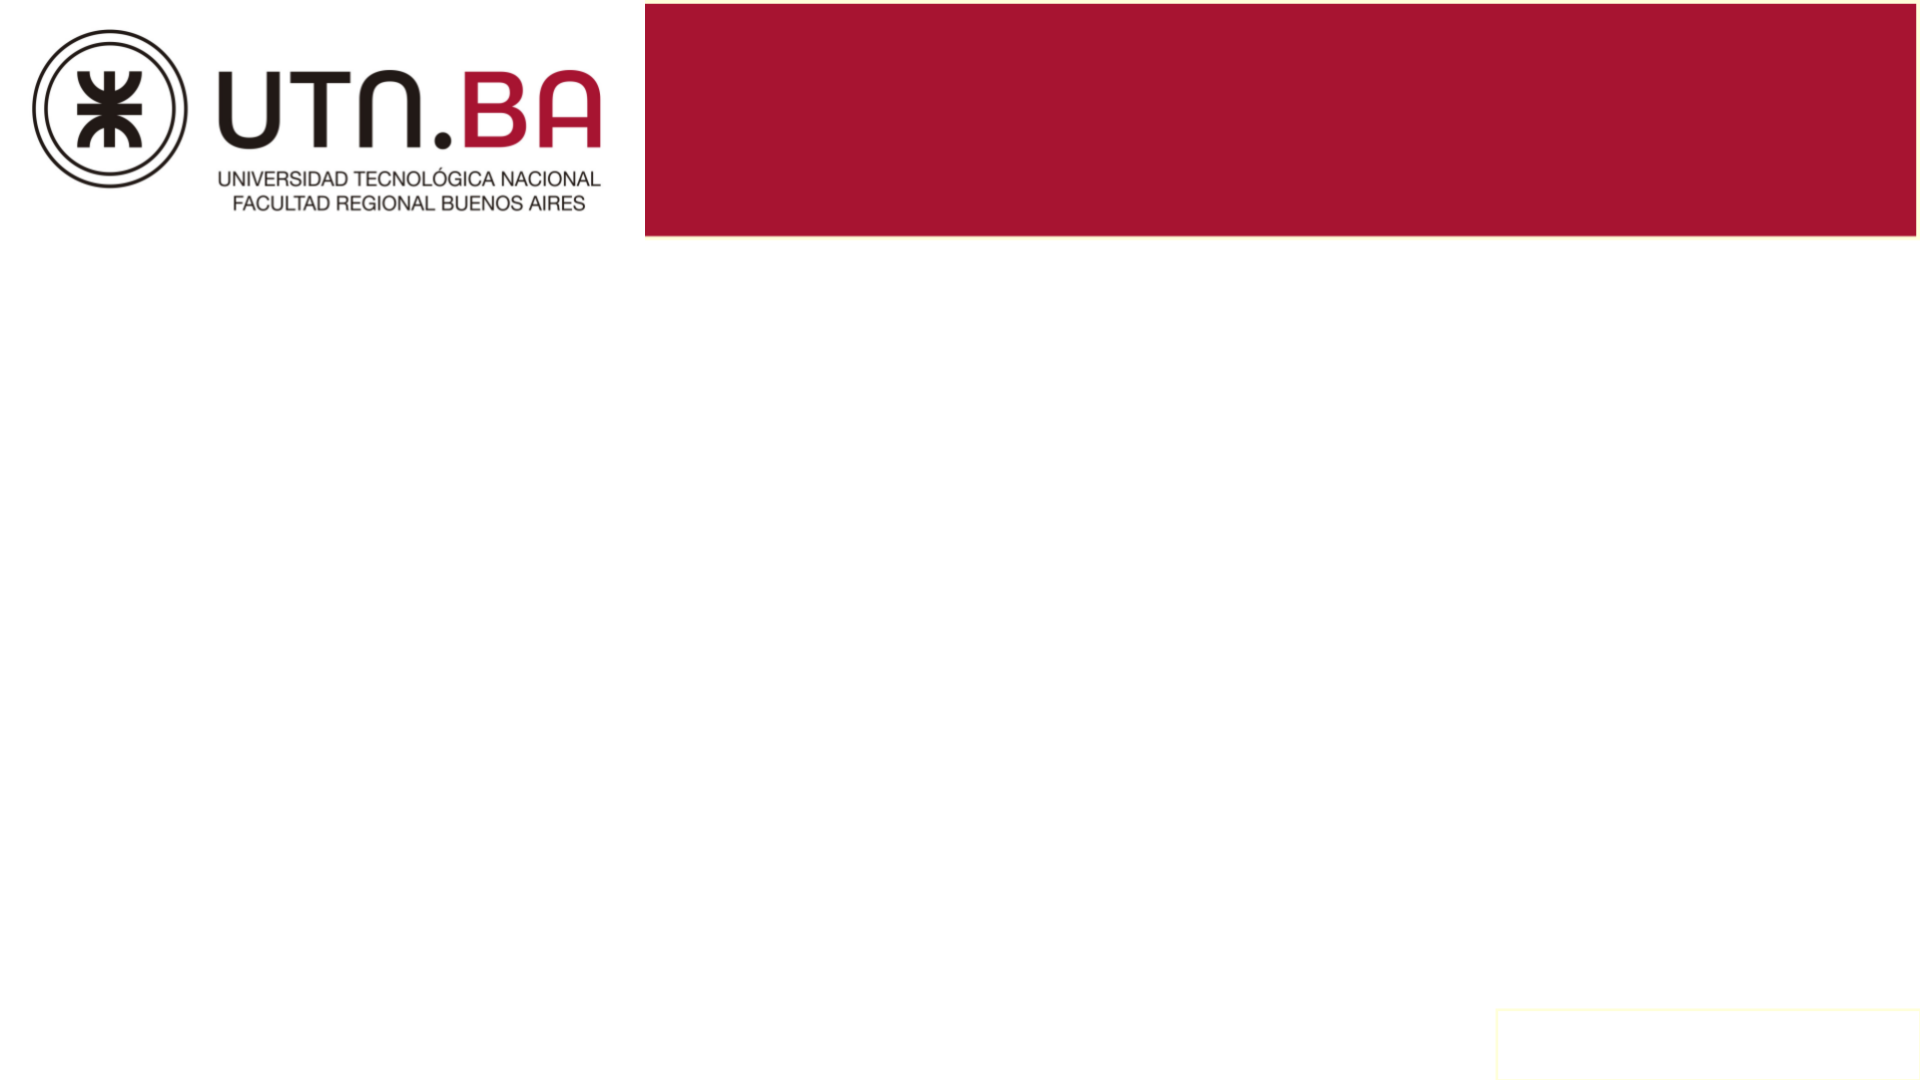 UTN.BA
UNIVERSIDAD TECNOLÓGICA NACIONAL
FACULTAD REGIONAL BUENOS AIRES